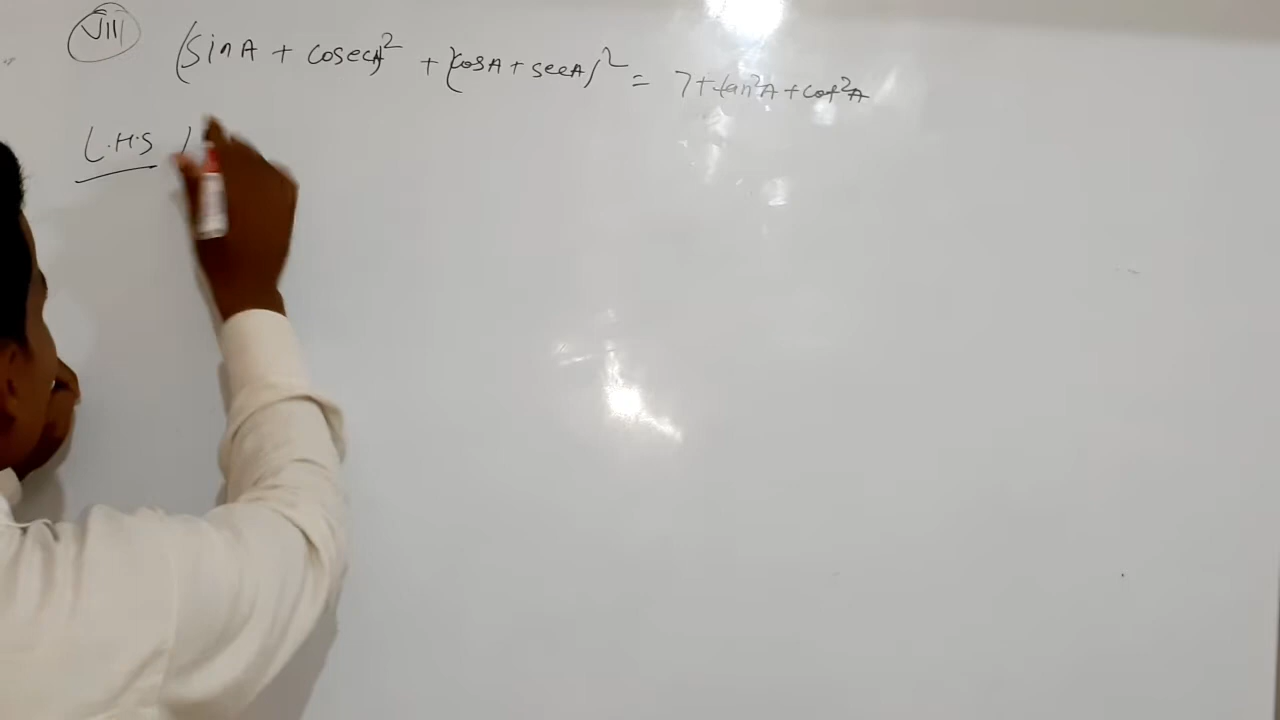 VIII (sinA + cosecA)² + (cosA + secA)² = 7+tan²A+cot²A
L.H.S (